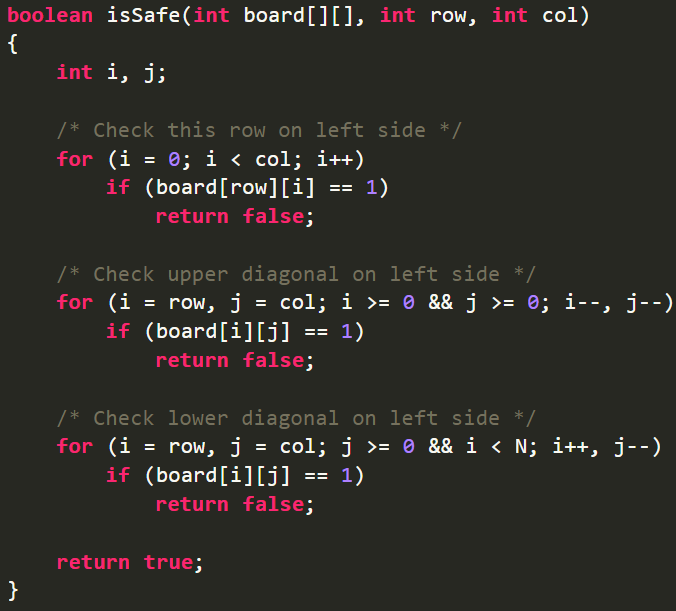 boolean isSafe(int board[][], int row, int col)
{
    int i, j;

    /* Check this row on left side */
    for (i = 0; i < col; i++)
        if (board[row][i] == 1)
            return false;

    /* Check upper diagonal on left side */
    for (i = row, j = col; i >= 0 && j >= 0; i--, j--)
        if (board[i][j] == 1)
            return false;

    /* Check lower diagonal on left side */
    for (i = row, j = col; j >= 0 && i < N; i++, j--)
        if (board[i][j] == 1)
            return false;

    return true;
}